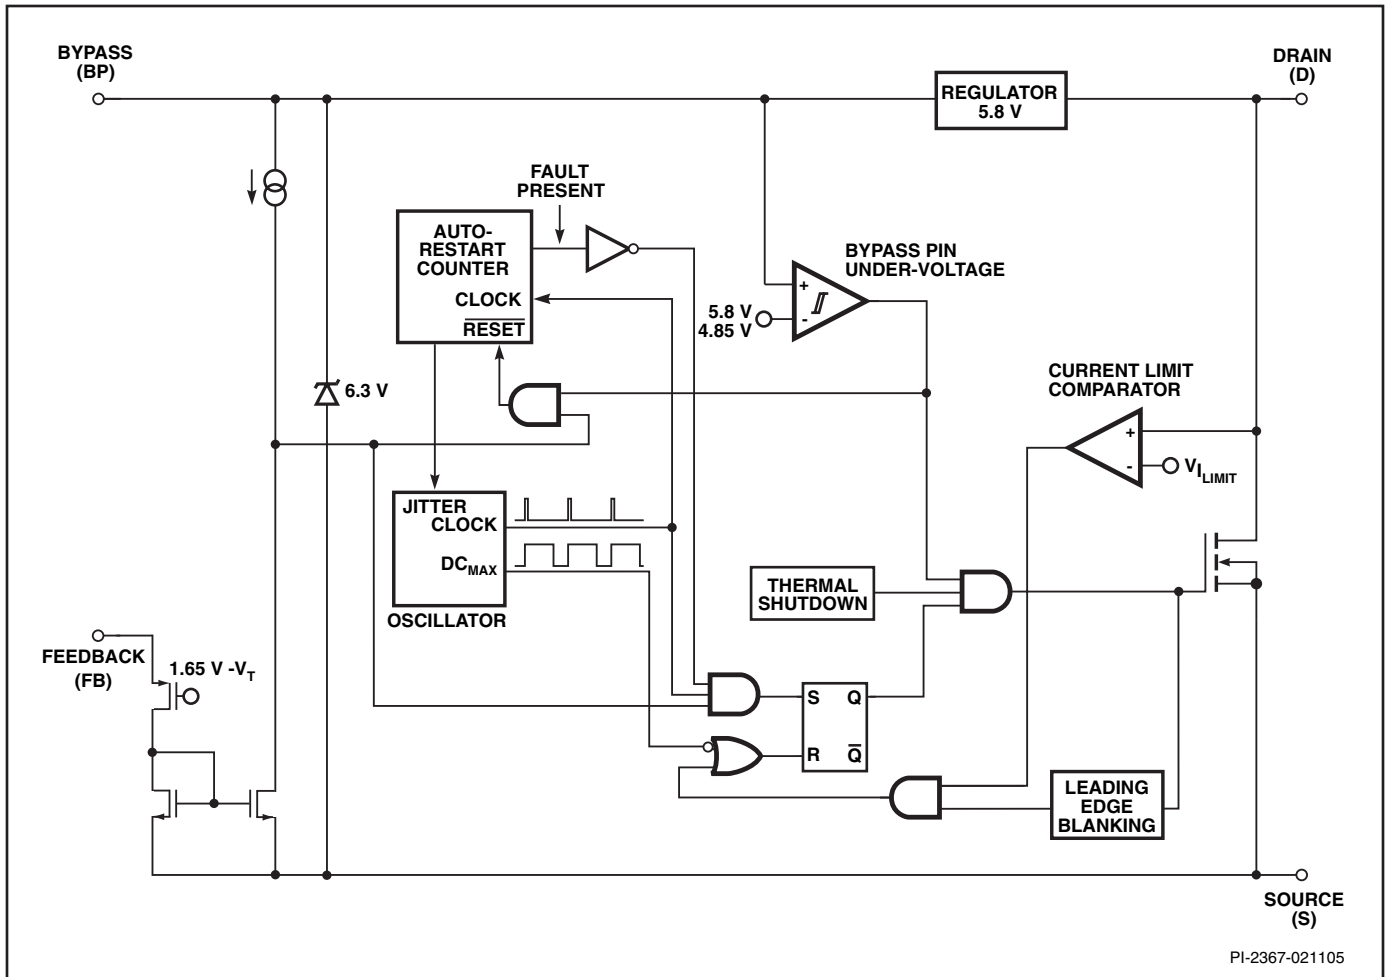 BYPASS
(BP)
DRAIN
(D)
REGULATOR
5.8 V
FAULT
PRESENT
AUTO-
RESTART
COUNTER
CLOCK
RESET
BYPASS PIN
UNDER-VOLTAGE
+
-
5.8 V
4.85 V
6.3 V
CURRENT LIMIT
COMPARATOR
+
-
VILIMIT
JITTER
CLOCK
DCMAX
OSCILLATOR
THERMAL
SHUTDOWN
FEEDBACK
(FB)
1.65 V -VT
S Q
R Q
LEADING
EDGE
BLANKING
SOURCE
(S)
PI-2367-021105